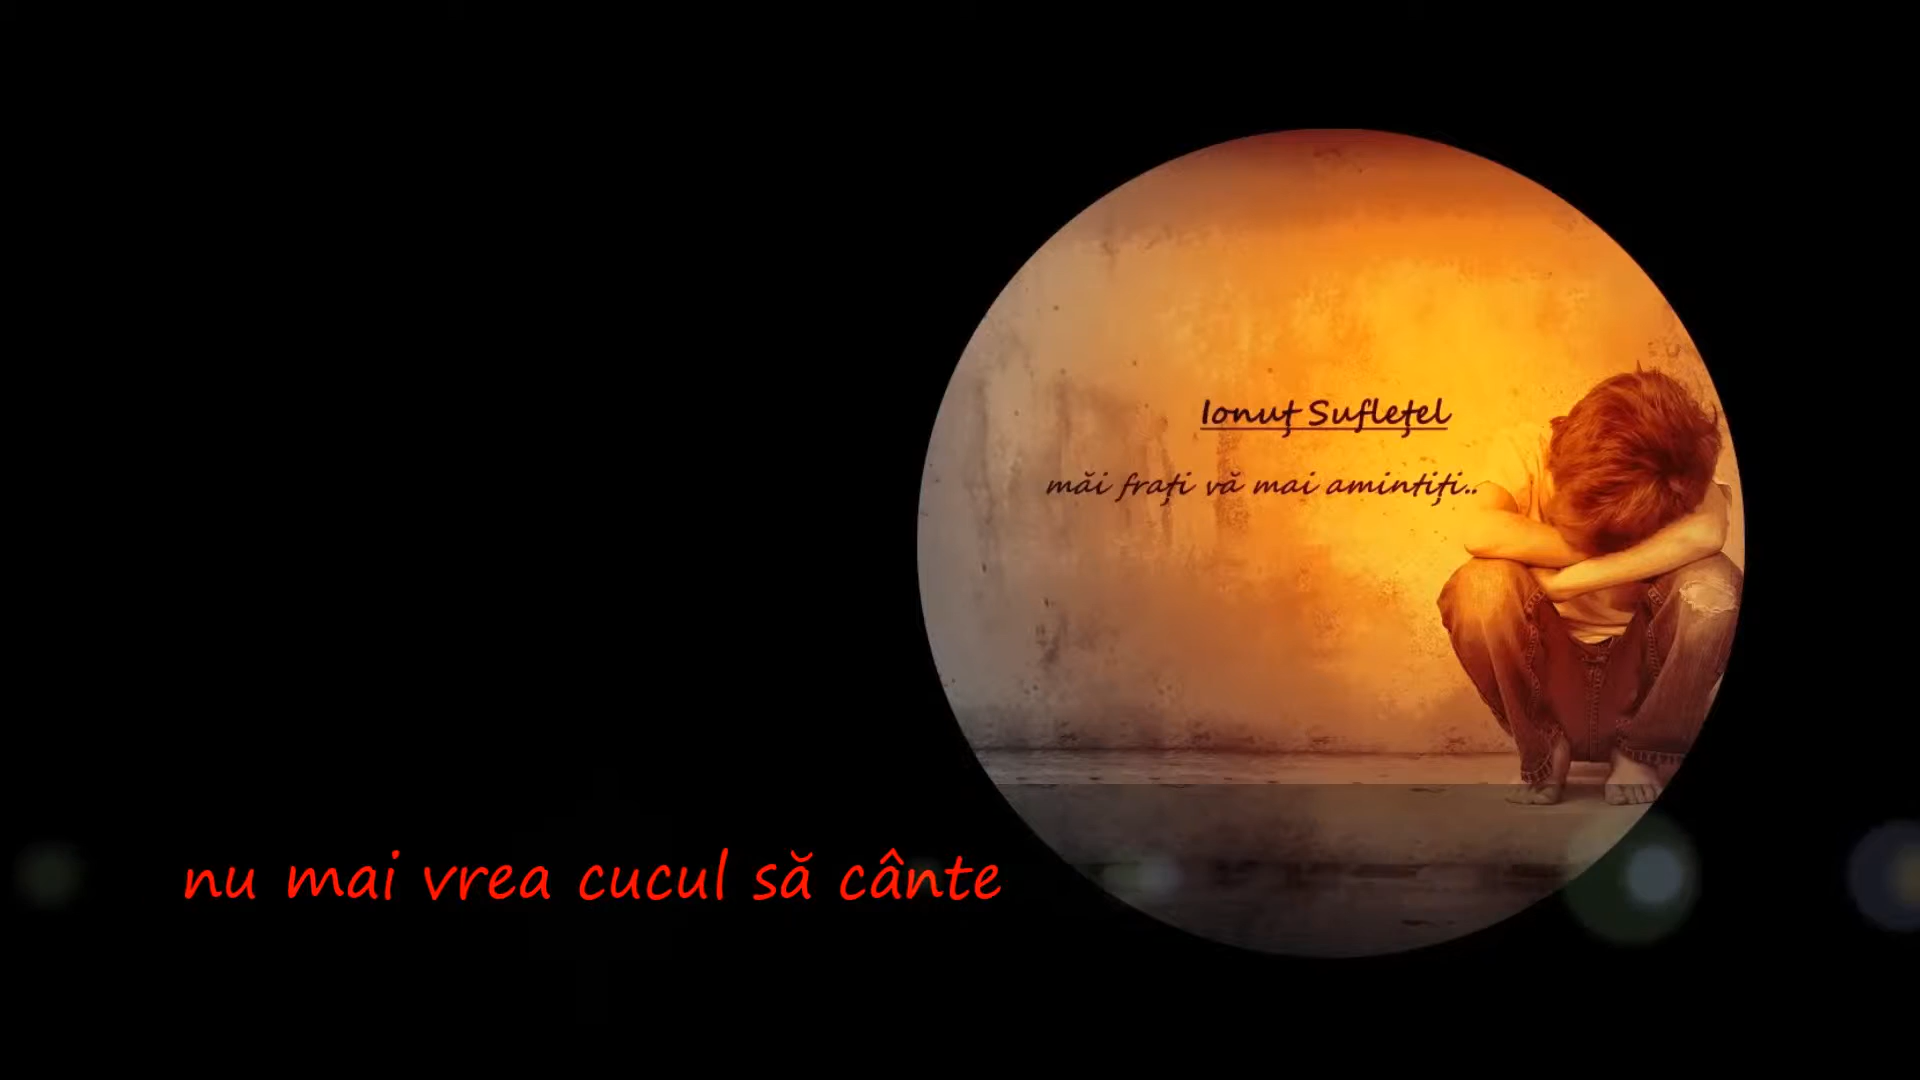 Ionuț Suflețel
măi frați vă mai amintiți..
nu mai vrea cucul să cânte